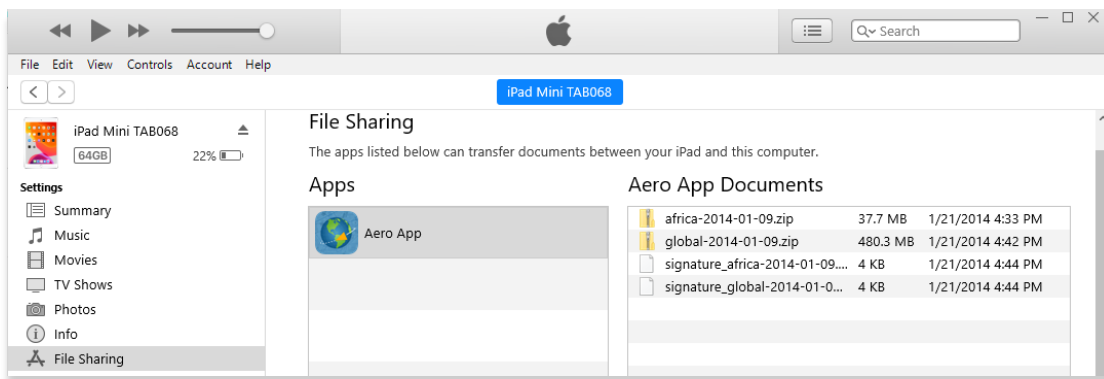 Search
File Edit View Controls Account Help
iPad Mini TAB068
iPad Mini TAB068
64GB 22%
Settings
Summary
Music
Movies
TV Shows
Photos
Info
File Sharing
File Sharing
The apps listed below can transfer documents between your iPad and this computer.
Apps
Aero App
Aero App Documents
africa-2014-01-09.zip 37.7 MB 1/21/2014 4:33 PM
global-2014-01-09.zip 480.3 MB 1/21/2014 4:42 PM
signature_africa-2014-01-09.... 4 KB 1/21/2014 4:44 PM
signature_global-2014-01-0... 4 KB 1/21/2014 4:44 PM